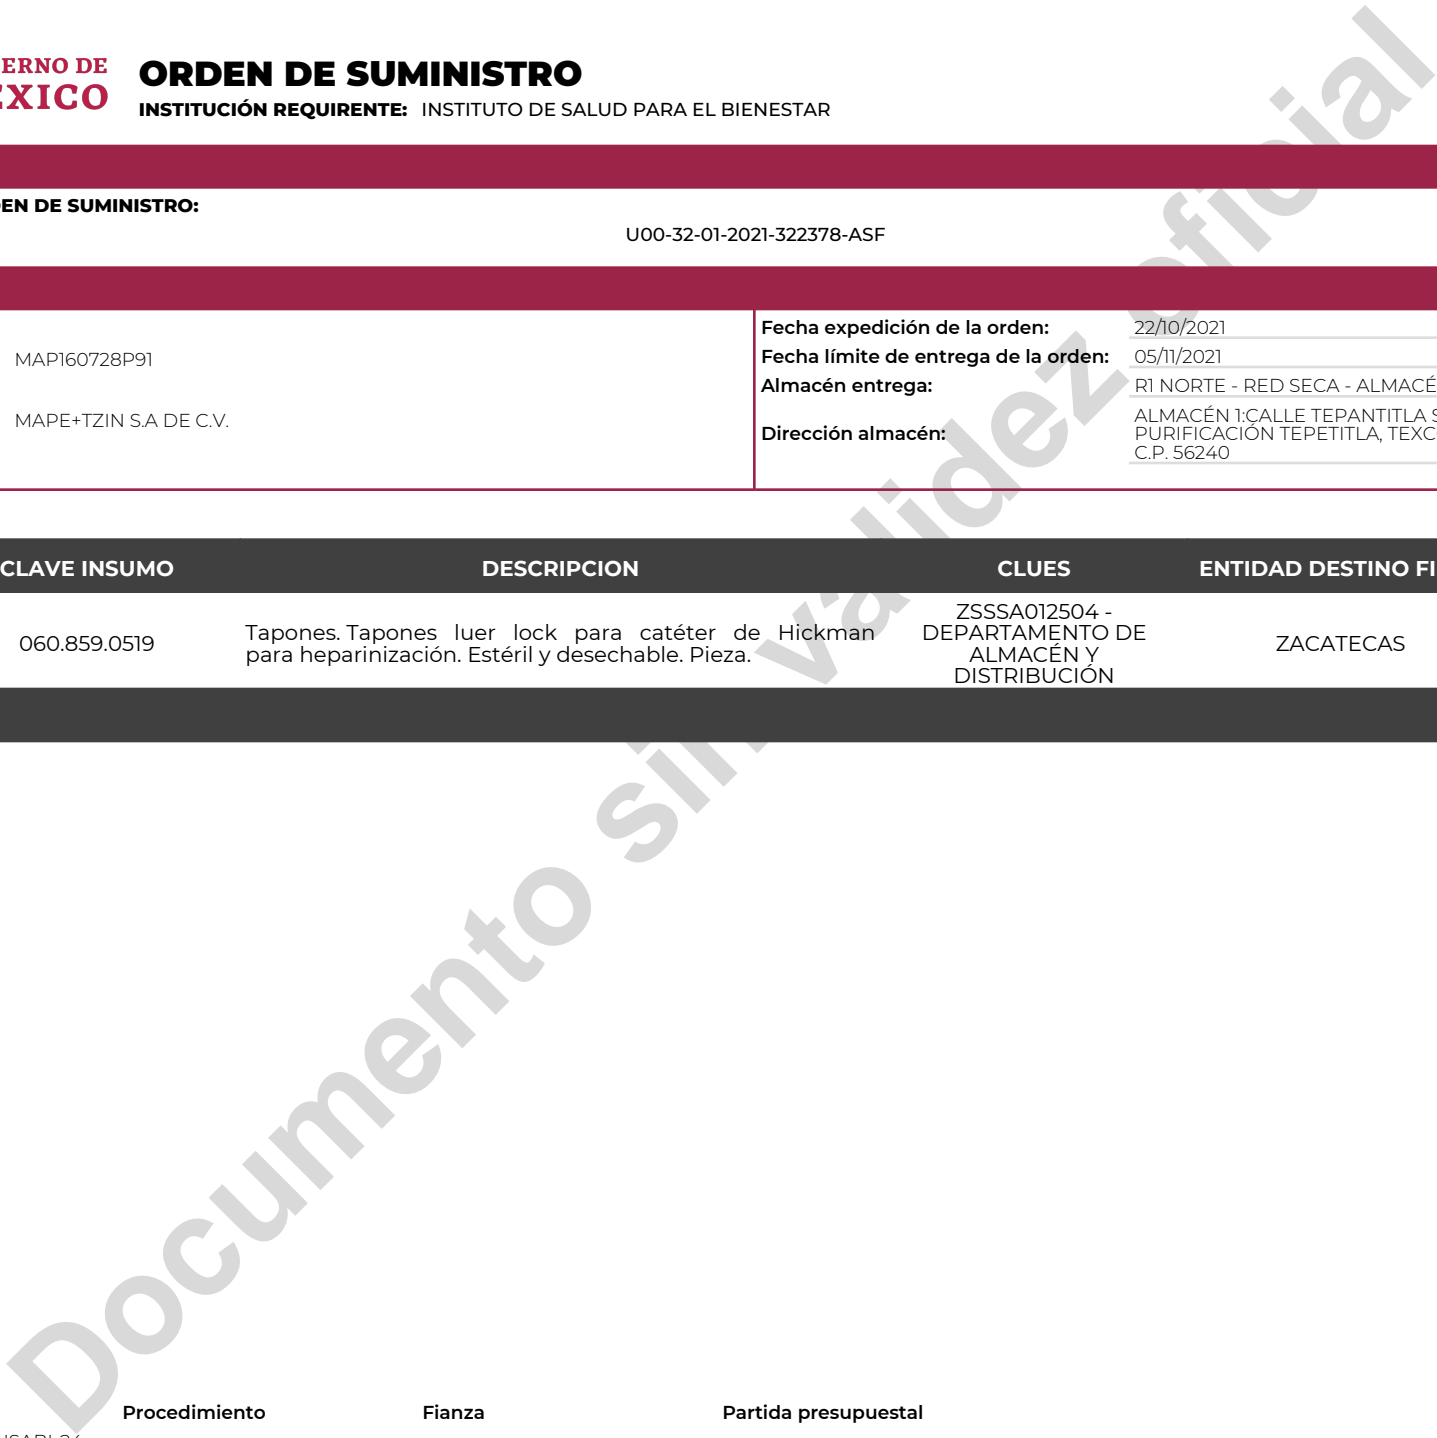 ERNO DE
ÉXICO
ORDEN DE SUMINISTRO
INSTITUCIÓN REQUIRENTE: INSTITUTO DE SALUD PARA EL BIENESTAR
EN DE SUMINISTRO:
U00-32-01-2021-322378-ASF
MAP160728P91
MAPE+TZIN S.A DE C.V.
Fecha expedición de la orden: 22/10/2021
Fecha límite de entrega de la orden: 05/11/2021
Almacén entrega: R1 NORTE - RED SECA - ALMACÉ
Dirección almacén:
ALMACÉN 1:CALLE TEPANTITLA S
PURIFICACIÓN TEPETITLA, TEXC
C.P. 56240
CLAVE INSUMO DESCRIPCION CLUES ENTIDAD DESTINO FI
060.859.0519
Tapones. Tapones luer lock para catéter de Hickman
para heparinización. Estéril y desechable. Pieza.
ZSSSA012504 -
DEPARTAMENTO DE
ALMACÉN Y
DISTRIBUCIÓN
ZACATECAS
Documento sin validez oficial
Procedimiento Fianza Partida presupuestal